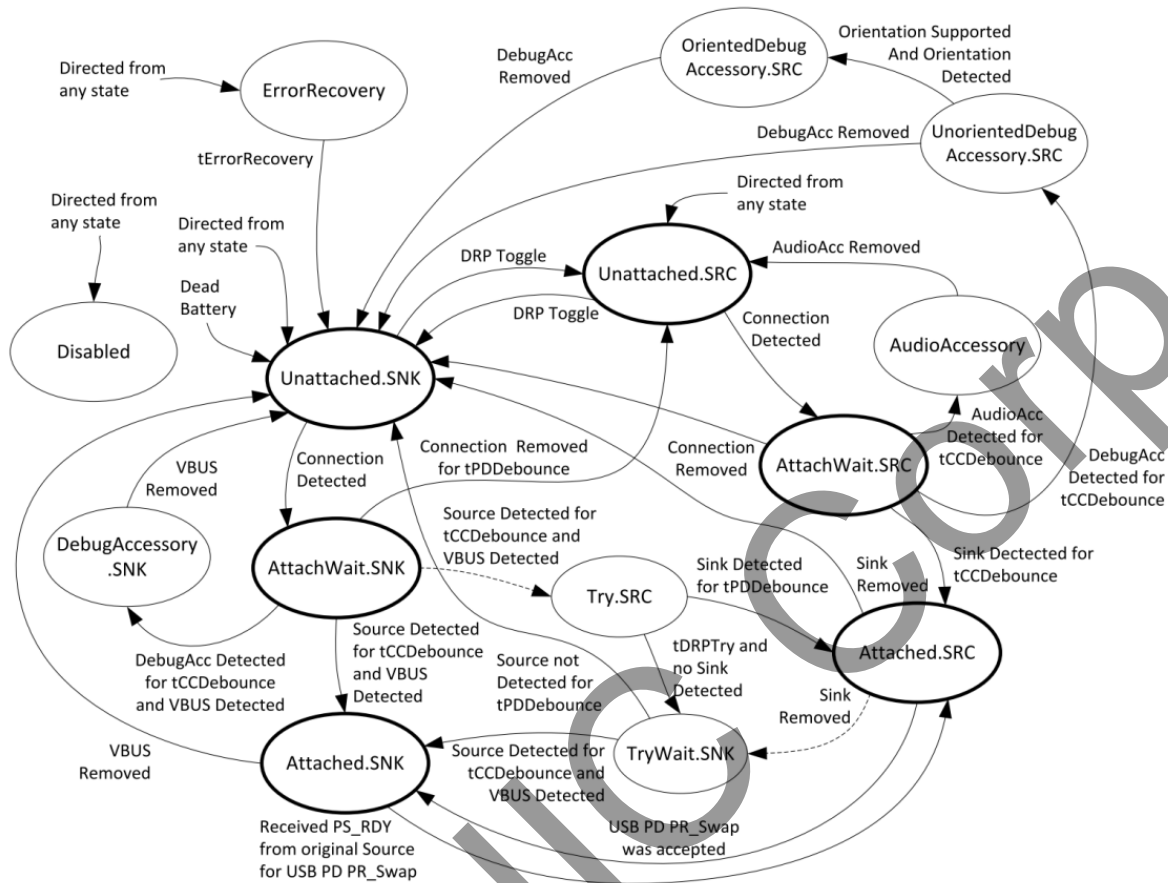 DebugAcc
Removed
OrientedDebug
Accessory.SRC
Orientation Supported
And Orientation
Detected
Directed from
any state
ErrorRecovery
tErrorRecovery
DebugAcc Removed
UnorientedDebug
Accessory.SRC
Directed from
any state
Directed from
any state
Directed from
any state
Dead
Battery
DRP Toggle
Unattached.SRC
AudioAcc Removed
DRP Toggle
Connection
Detected
Disabled
Unattached.SNK
AudioAccessory
VBUS
Removed
Connection
Detected
Connection Removed
for tPDDebounce
Connection
Removed
AttachWait.SRC
AudioAcc
Detected for
tCCDebounce
DebugAcc
Detected for
tCCDebounce
Source Detected for
tCCDebounce and
VBUS Detected
DebugAccessory
.SNK
AttachWait.SNK
Try.SRC
Sink Detected
for tPDDebounce
Sink
Removed
Sink Dectected for
tCCDebounce
DebugAcc Detected
for tCCDebounce
and VBUS Detected
Source Detected
for tCCDebounce
and VBUS
Detected
Source not
Detected for
tPDDebounce
tDRPTry and
no Sink
Detected
Attached.SRC
Sink
Removed
VBUS
Removed
Attached.SNK
Source Detected for
tCCDebounce and
VBUS Detected
TryWait.SNK
Received PS_RDY
from original Source
for USB PD PR_Swap
USB PD PR_Swap
was accepted
Corp